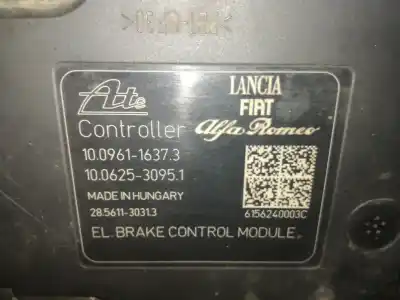 Ate
LANCIA
FIAT
Controller Alfa Romeo
10.0961-1637.3
10.0625-3095.1
MADE IN HUNGARY
28.5611-3031.3
6156240003C
EL. BRAKE CONTROL MODULE